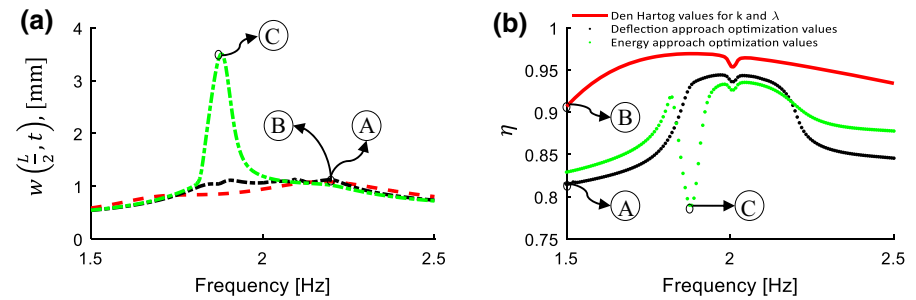 (a)
4
3
2
1
0
w(L/2, t), [mm]
C
B
A
1.5
2
2.5
Frequency [Hz]
(b)
Den Hartog values for k and λ
Deflection approach optimization values
Energy approach optimization values
1
0.95
0.9
0.85
0.8
0.75
η
B
A
C
1.5
2
2.5
Frequency [Hz]